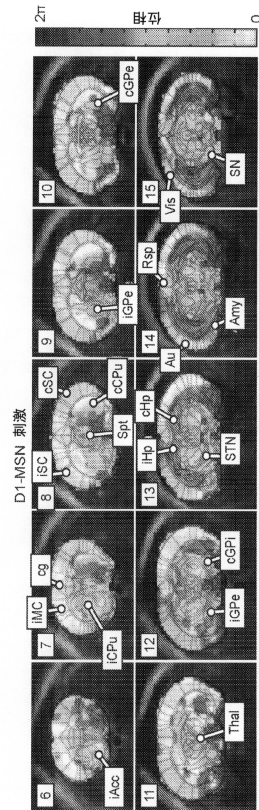 D1-MSN 刺激
6
iAcc
7
iMC
cg
iCPu
8
iSC
cSC
Spt
cCPu
9
iGPe
10
cGPe
11
Thal
12
iGPe
cGPi
13
iHp
cHp
STN
14
Rsp
Au
Amy
15
Vis
SN
2π
位相
0